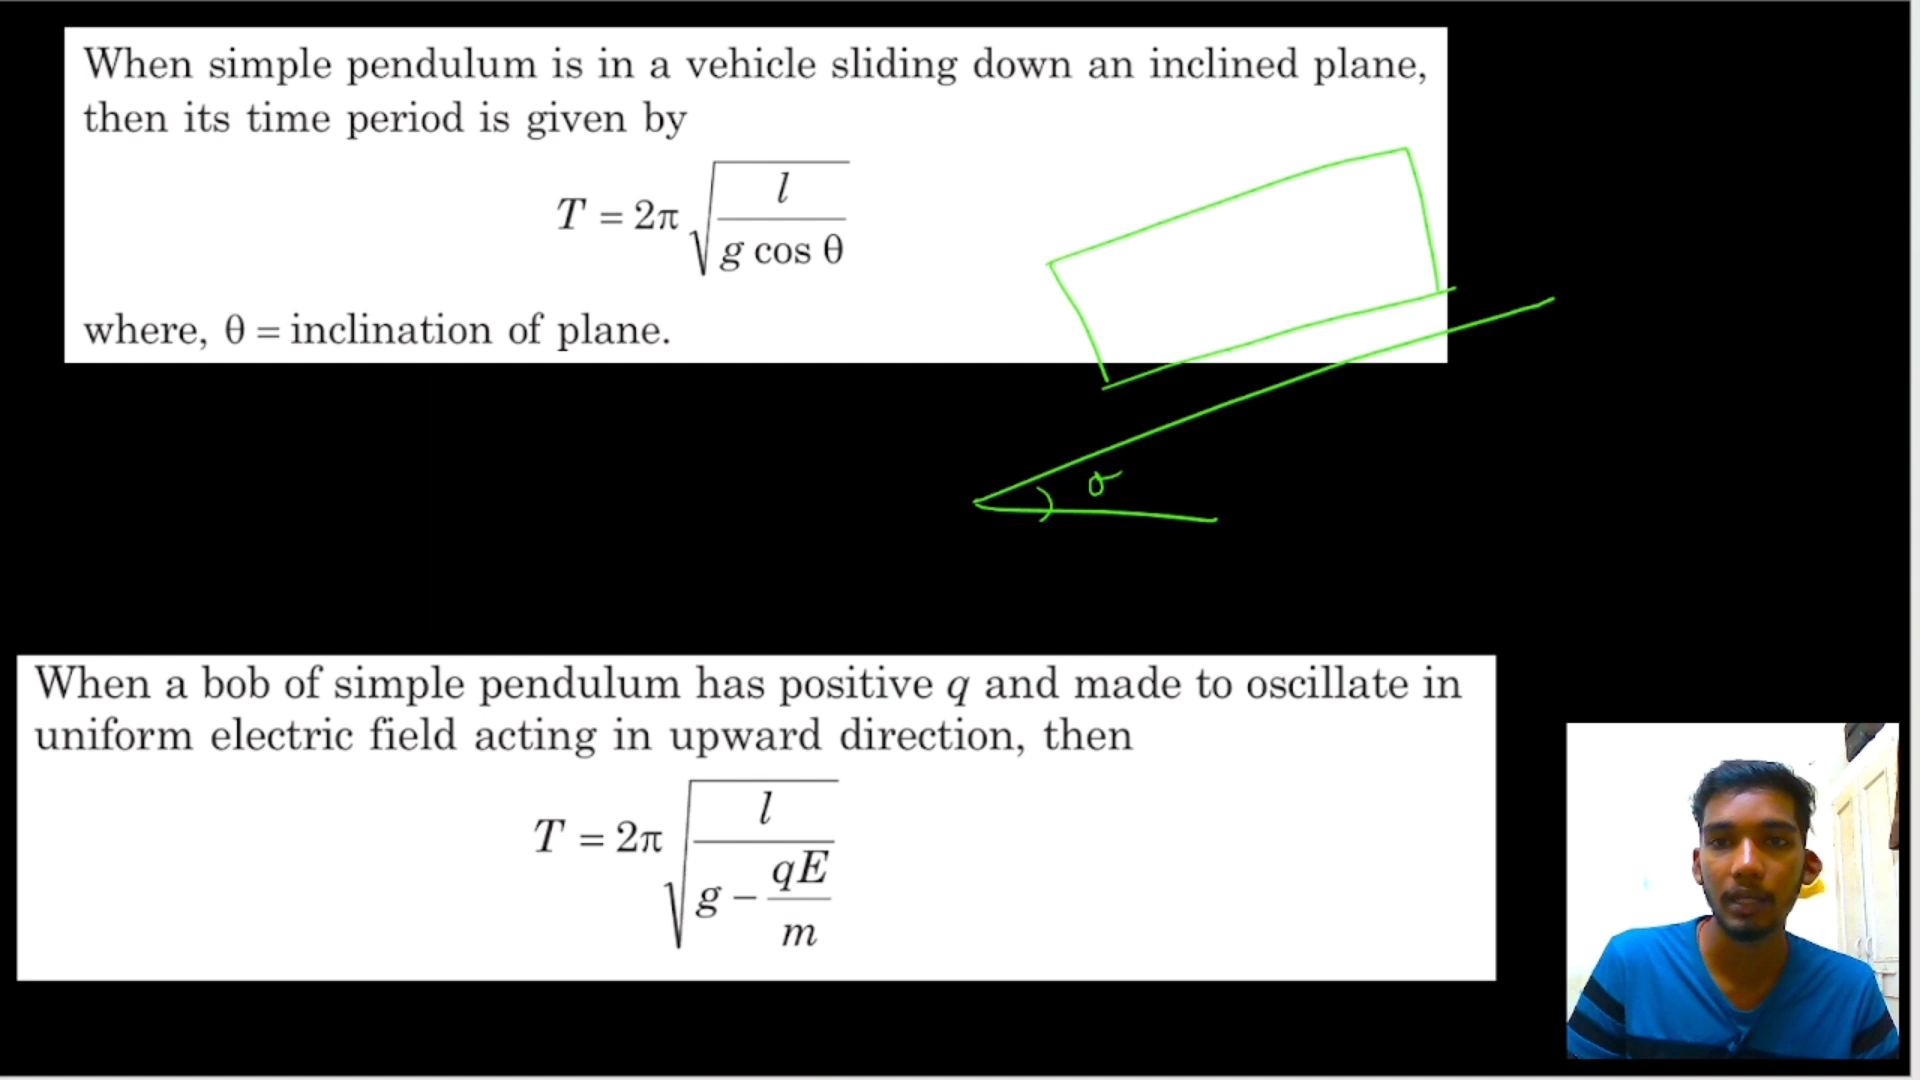 When simple pendulum is in a vehicle sliding down an inclined plane,
then its time period is given by
T = 2π √(l / (g cos θ))
where, θ = inclination of plane.
When a bob of simple pendulum has positive q and made to oscillate in
uniform electric field acting in upward direction, then
T = 2π √(l / (g − qE/m))